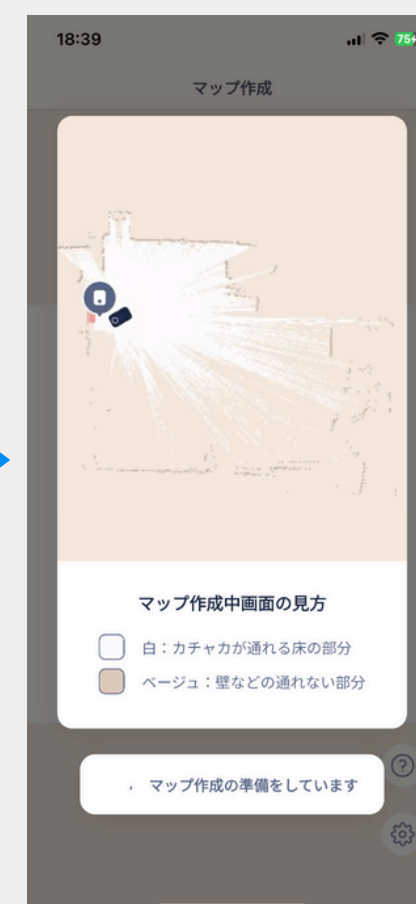 18:39
75
マップ作成
マップ作成中画面の見方
白：カチャカが通れる床の部分
ベージュ：壁などの通れない部分
マップ作成の準備をしています
?